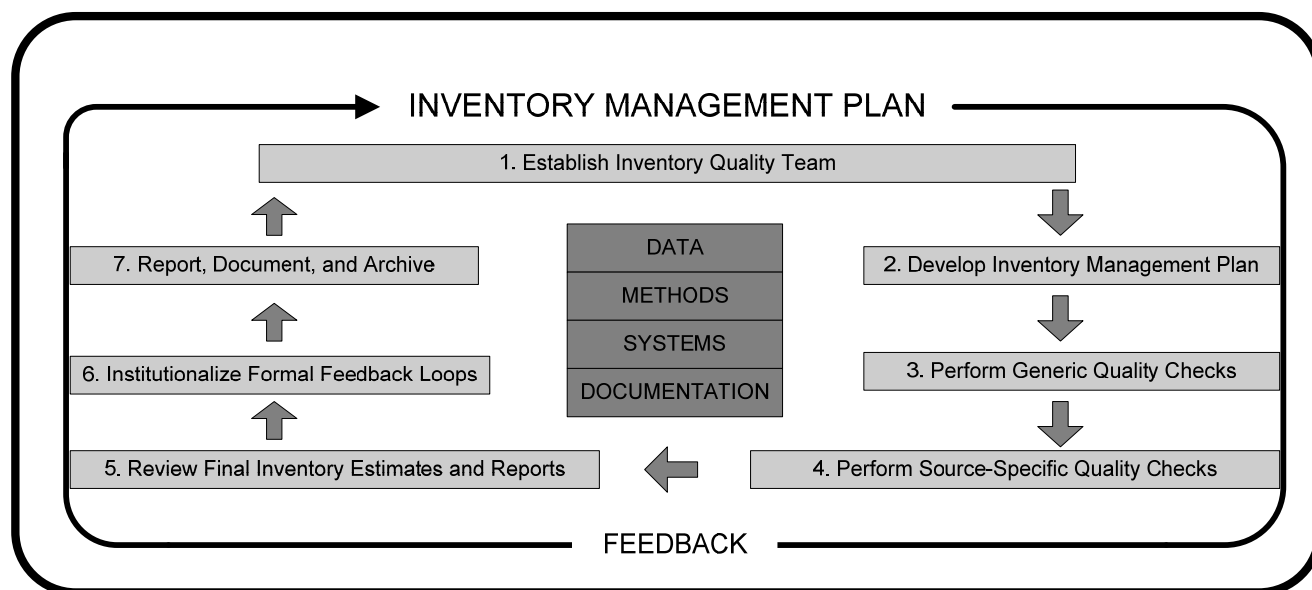 INVENTORY MANAGEMENT PLAN
1. Establish Inventory Quality Team
2. Develop Inventory Management Plan
3. Perform Generic Quality Checks
4. Perform Source-Specific Quality Checks
5. Review Final Inventory Estimates and Reports
6. Institutionalize Formal Feedback Loops
7. Report, Document, and Archive
DATA
METHODS
SYSTEMS
DOCUMENTATION
FEEDBACK